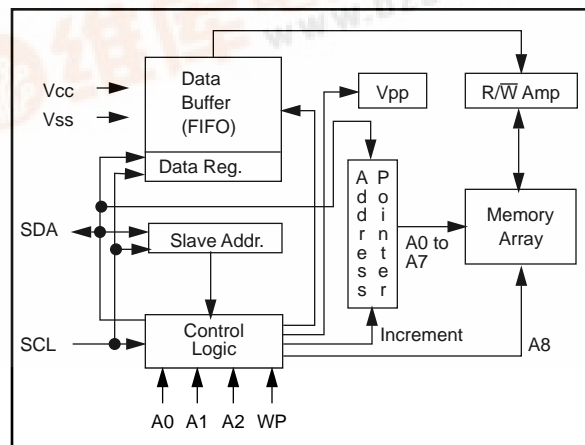 Data
Buffer
(FIFO)
Data Reg.
Vcc
Vss
Vpp
R/W̅ Amp
Address Pointer
Memory
Array
A0 to
A7
SDA
Slave Addr.
SCL
Control
Logic
Increment
A8
A0 A1 A2 WP